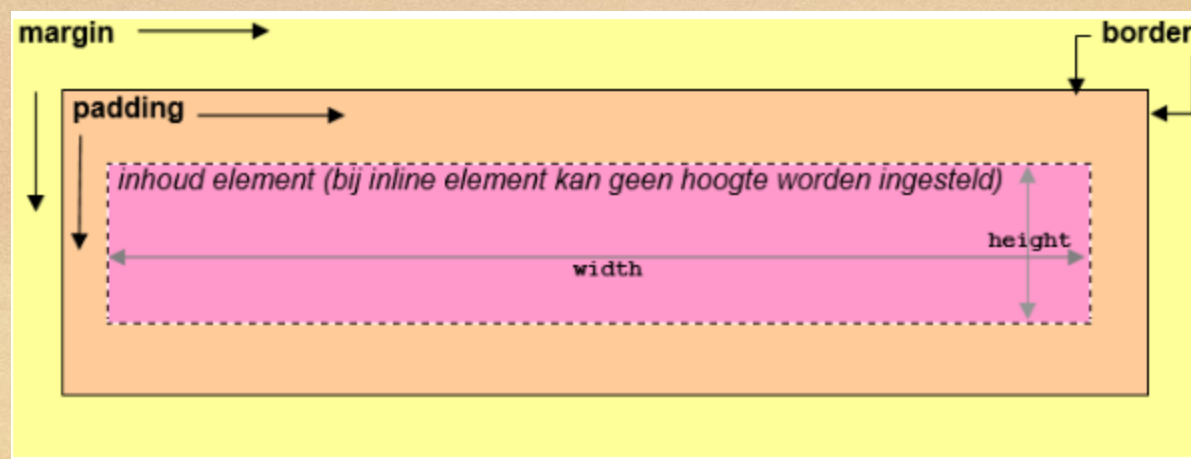 margin
border
padding
inhoud element (bij inline element kan geen hoogte worden ingesteld)
height
width